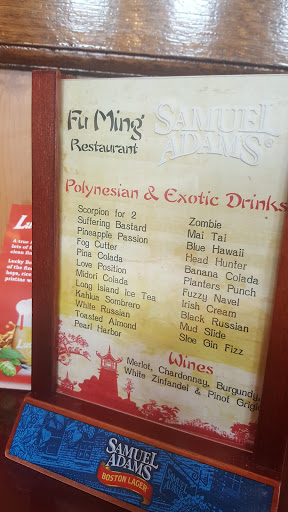 Fu Ming
Restaurant
SAMUEL
ADAMS®
Polynesian & Exotic Drinks
Scorpion for 2
Suffering Bastard
Pineapple Passion
Fog Cutter
Pina Colada
Love Position
Midori Colada
Long Island Ice Tea
Kahlua Sombrero
White Russian
Toasted Almond
Pearl Harbor
Zombie
Mai Tai
Blue Hawaii
Head Hunter
Banana Colada
Planters Punch
Fuzzy Navel
Irish Cream
Black Russian
Mud Slide
Sloe Gin Fizz
Wines
Merlot, Chardonnay, Burgundy,
White Zinfandel & Pinot Grigio
SAMUEL
ADAMS
BOSTON LAGER